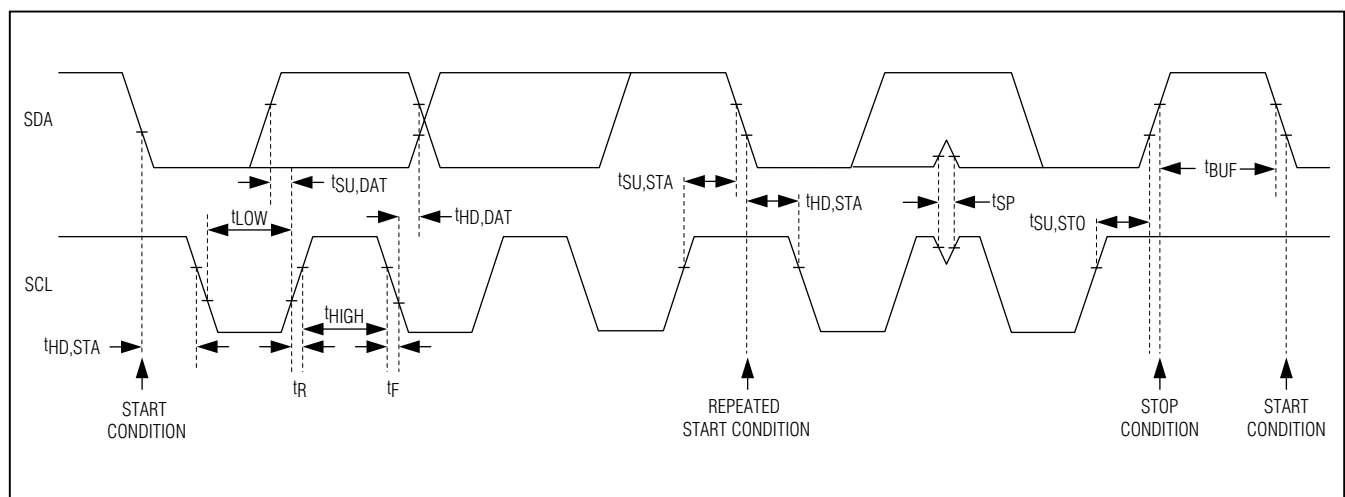 SDA
tSU,DAT
tSU,STA
tBUF
tLOW
tHD,DAT
tHD,STA
tSP
tSU,STO
SCL
tHIGH
tHD,STA
tR
tF
START
CONDITION
REPEATED
START CONDITION
STOP
CONDITION
START
CONDITION